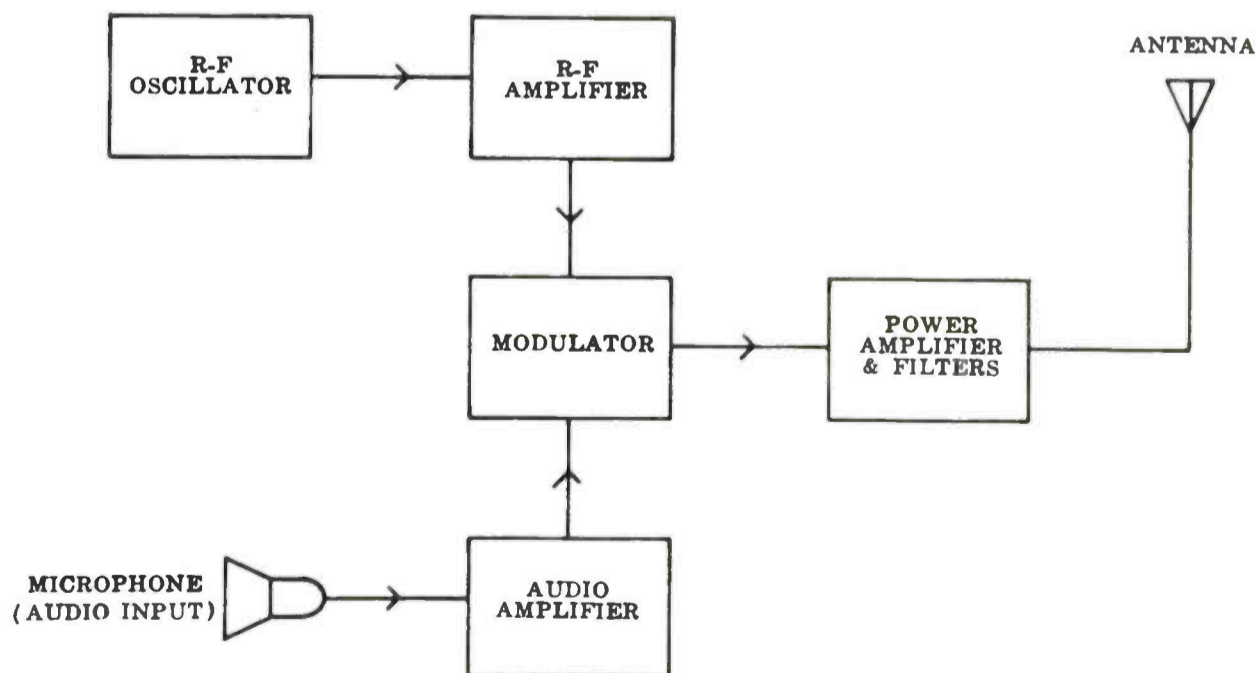 R-F
OSCILLATOR
R-F
AMPLIFIER
ANTENNA
MODULATOR
POWER
AMPLIFIER
& FILTERS
MICROPHONE
(AUDIO INPUT)
AUDIO
AMPLIFIER